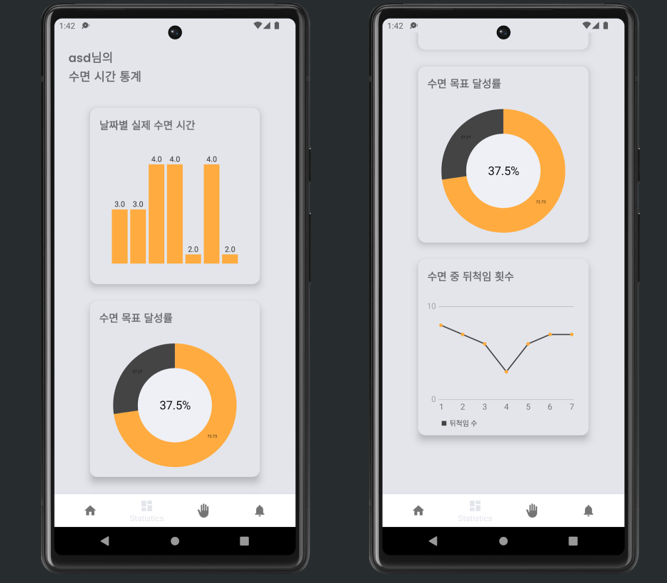 1:42
asd님의
수면 시간 통계
날짜별 실제 수면 시간
3.0 3.0 4.0 4.0 2.0 4.0 2.0
수면 목표 달성률
37.5%
Statistics
1:42
수면 목표 달성률
37.5%
수면 중 뒤척임 횟수
10
0
1 2 3 4 5 6 7
뒤척임 수
Statistics